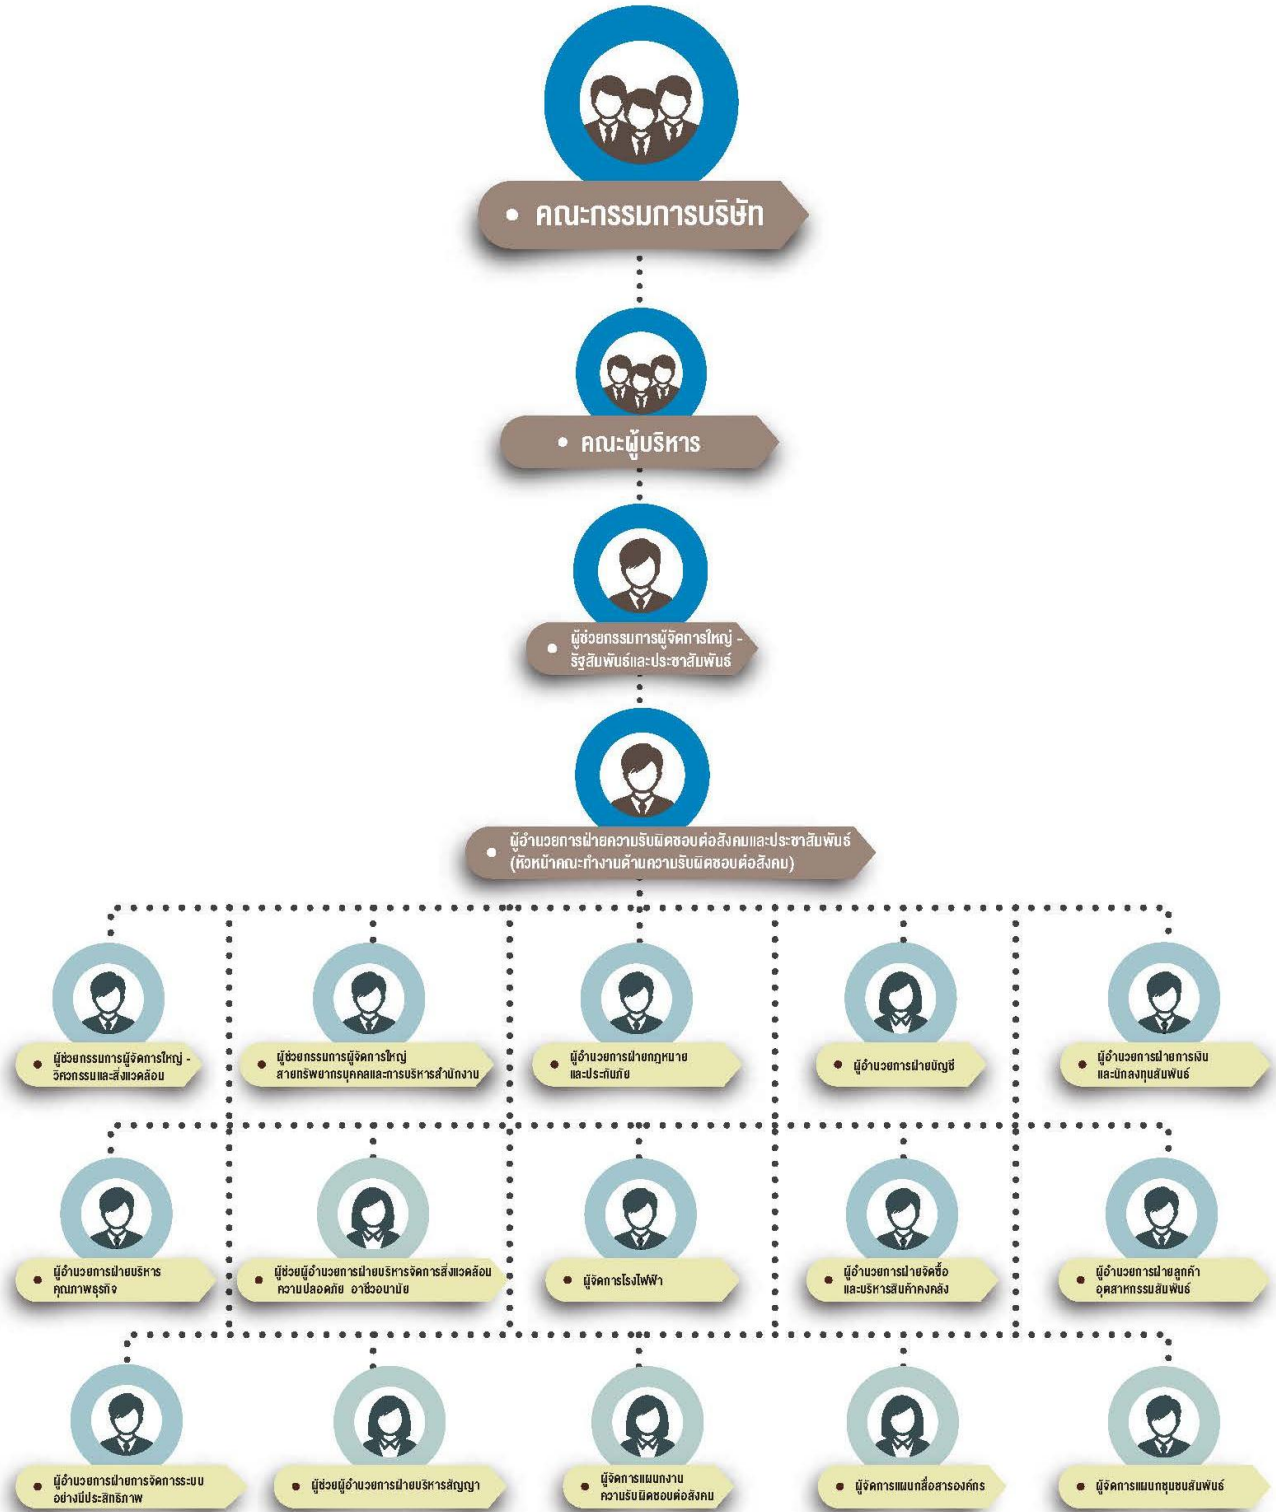 • คณะกรรมการบริษัท
• คณะผู้บริหาร
• ผู้ช่วยกรรมการผู้จัดการใหญ่ -
รัฐสัมพันธ์และประชาสัมพันธ์
• ผู้อำนวยการฝ่ายความรับผิดชอบต่อสังคมและประชาสัมพันธ์
(หัวหน้าคณะทำงานด้านความรับผิดชอบต่อสังคม)
• ผู้ช่วยกรรมการผู้จัดการใหญ่ -
วิศวกรรมและสิ่งแวดล้อม
• ผู้ช่วยกรรมการผู้จัดการใหญ่
สายทรัพยากรบุคคลและการบริหารสำนักงาน
• ผู้อำนวยการฝ่ายกฎหมาย
และประกันภัย
• ผู้อำนวยการฝ่ายบัญชี
• ผู้อำนวยการฝ่ายการเงิน
และนักลงทุนสัมพันธ์
• ผู้อำนวยการฝ่ายบริหาร
คุณภาพธุรกิจ
• ผู้ช่วยผู้อำนวยการฝ่ายบริหารจัดการสิ่งแวดล้อม
ความปลอดภัย อาชีวอนามัย
• ผู้จัดการโรงไฟฟ้า
• ผู้อำนวยการฝ่ายจัดซื้อ
และบริหารสินค้าคงคลัง
• ผู้อำนวยการฝ่ายลูกค้า
อุตสาหกรรมสัมพันธ์
• ผู้อำนวยการฝ่ายการจัดการระบบ
อย่างมีประสิทธิภาพ
• ผู้ช่วยผู้อำนวยการฝ่ายบริหารสัญญา
• ผู้จัดการแผนกงาน
ความรับผิดชอบต่อสังคม
• ผู้จัดการแผนกสื่อสารองค์กร
• ผู้จัดการแผนกชุมชนสัมพันธ์